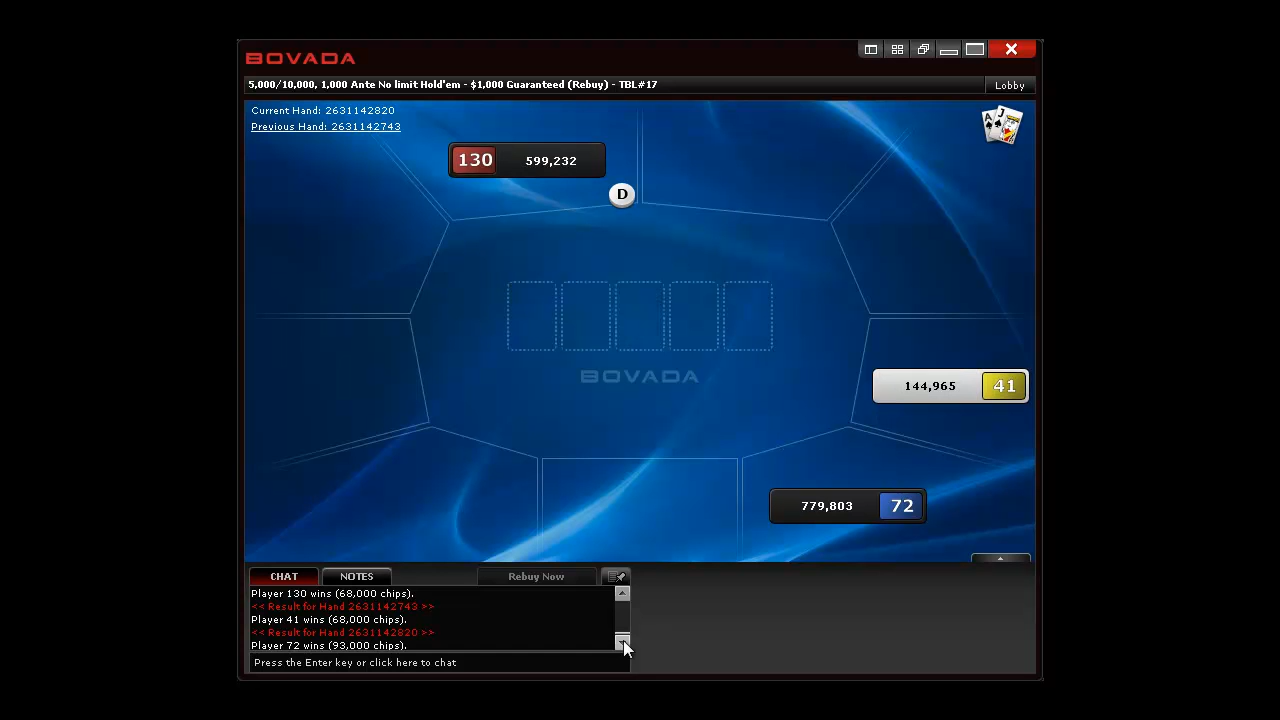 BOVADA
5,000/10,000, 1,000 Ante No limit Hold'em - $1,000 Guaranteed (Rebuy) - TBL#17
Lobby
Current Hand: 2631142820
Previous Hand: 2631142743
A J
130 599,232
D
BOVADA
144,965 41
779,803 72
CHAT NOTES Rebuy Now
Player 130 wins (68,000 chips).
<< Result for Hand 2631142743 >>
Player 41 wins (68,000 chips).
<< Result for Hand 2631142820 >>
Player 72 wins (93,000 chips).
Press the Enter key or click here to chat